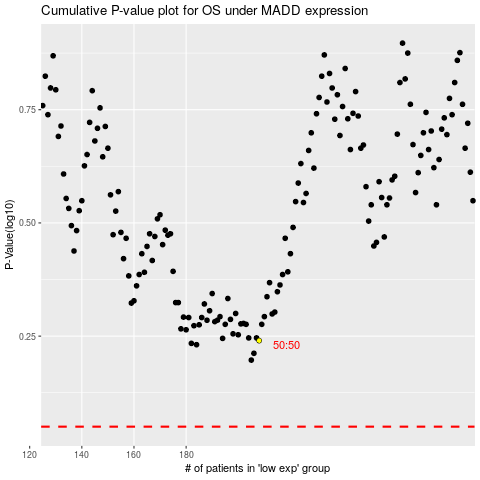 Cumulative P-value plot for OS under MADD expression
P-Value(log10)
0.75
0.50
0.25
50:50
120 140 160 180
# of patients in 'low exp' group